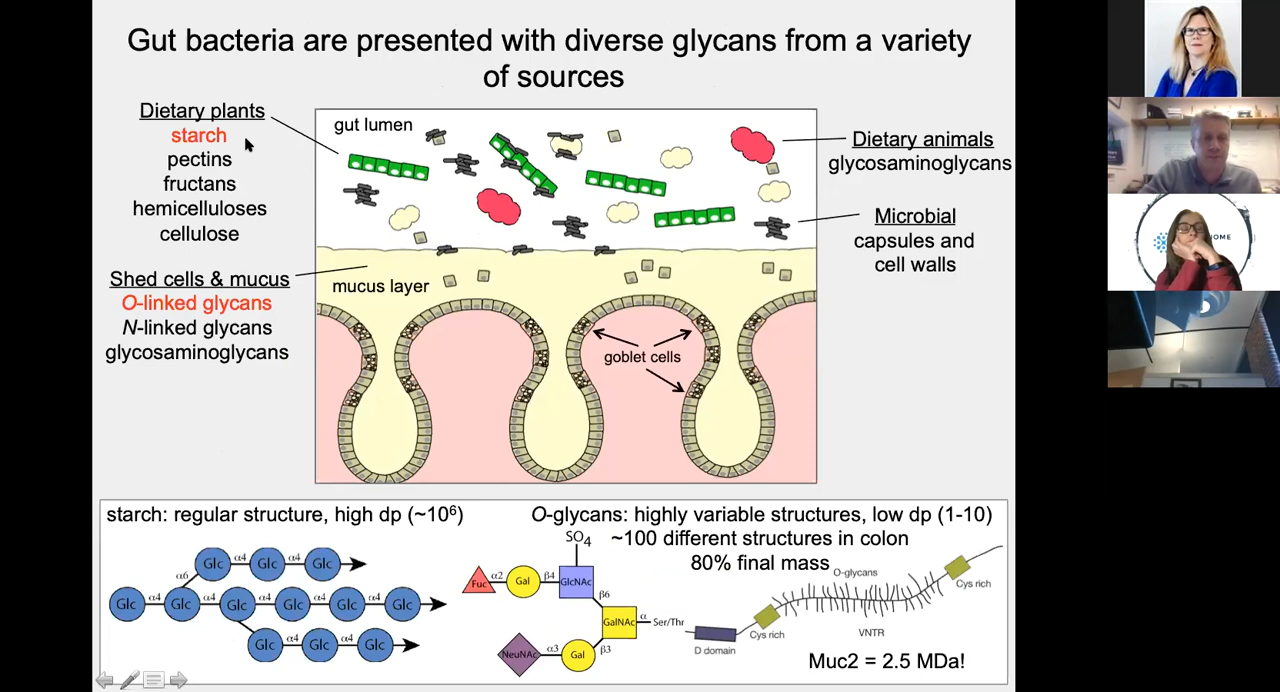 Gut bacteria are presented with diverse glycans from a variety
of sources
Dietary plants
starch
pectins
fructans
hemicelluloses
cellulose
Shed cells & mucus
O-linked glycans
N-linked glycans
glycosaminoglycans
gut lumen
mucus layer
goblet cells
Dietary animals
glycosaminoglycans
Microbial
capsules and
cell walls
starch: regular structure, high dp (~10⁶)
Glc α4 Glc α4 Glc
α6
Glc α4 Glc α4 Glc α4 Glc α4 Glc α4 Glc
Glc α4 Glc α4 Glc
O-glycans: highly variable structures, low dp (1-10)
~100 different structures in colon
80% final mass
SO₄
Fuc α2 Gal β4 GlcNAc
β6
GalNAc α Ser/Thr
NeuNAc α3 Gal β3
O-glycans
Cys rich
Cys rich
VNTR
D domain
Muc2 = 2.5 MDa!
OME